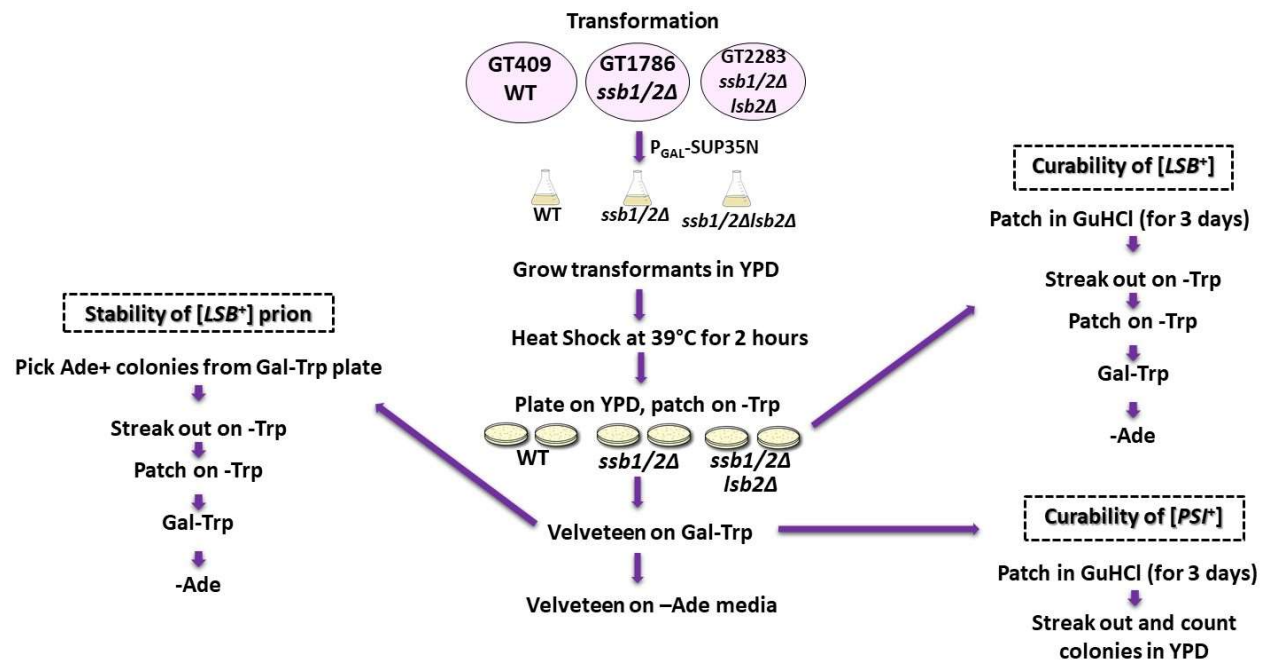 Transformation
GT409
WT
GT1786
ssb1/2Δ
GT2283
ssb1/2Δ
lsb2Δ
PGAL-SUP35N
WT
ssb1/2Δ
ssb1/2Δlsb2Δ
Grow transformants in YPD
Heat Shock at 39°C for 2 hours
Plate on YPD, patch on -Trp
WT
ssb1/2Δ
ssb1/2Δ
lsb2Δ
Velveteen on Gal-Trp
Velveteen on –Ade media
Stability of [LSB⁺] prion
Pick Ade+ colonies from Gal-Trp plate
Streak out on -Trp
Patch on -Trp
Gal-Trp
-Ade
Curability of [LSB⁺]
Patch in GuHCl (for 3 days)
Streak out on -Trp
Patch on -Trp
Gal-Trp
-Ade
Curability of [PSI⁺]
Patch in GuHCl (for 3 days)
Streak out and count
colonies in YPD